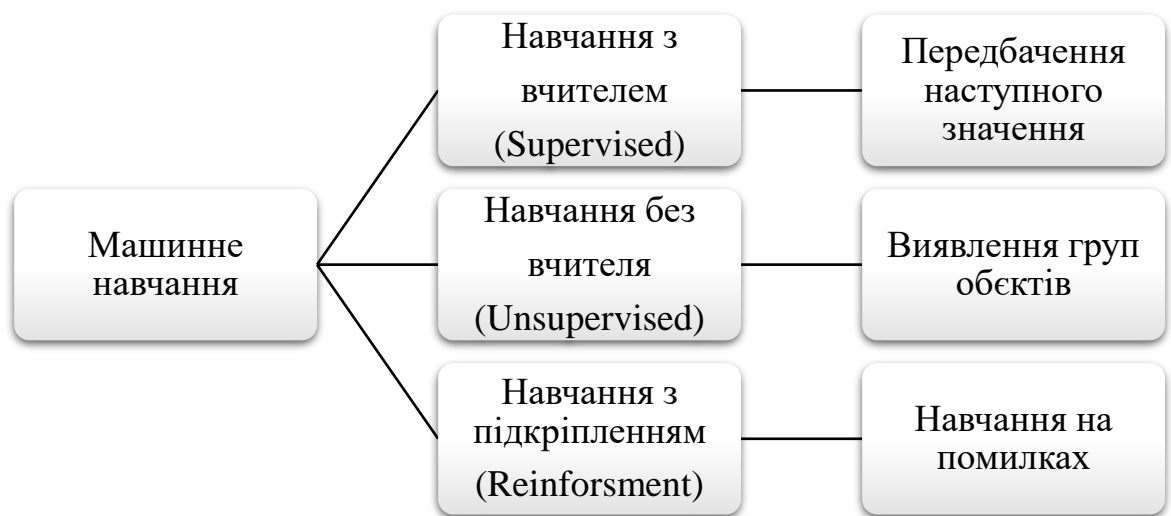 Навчання з
вчителем
(Supervised)
Передбачення
наступного
значення
Машинне
навчання
Навчання без
вчителя
(Unsupervised)
Виявлення груп
обєктів
Навчання з
підкріпленням
(Reinforsment)
Навчання на
помилках